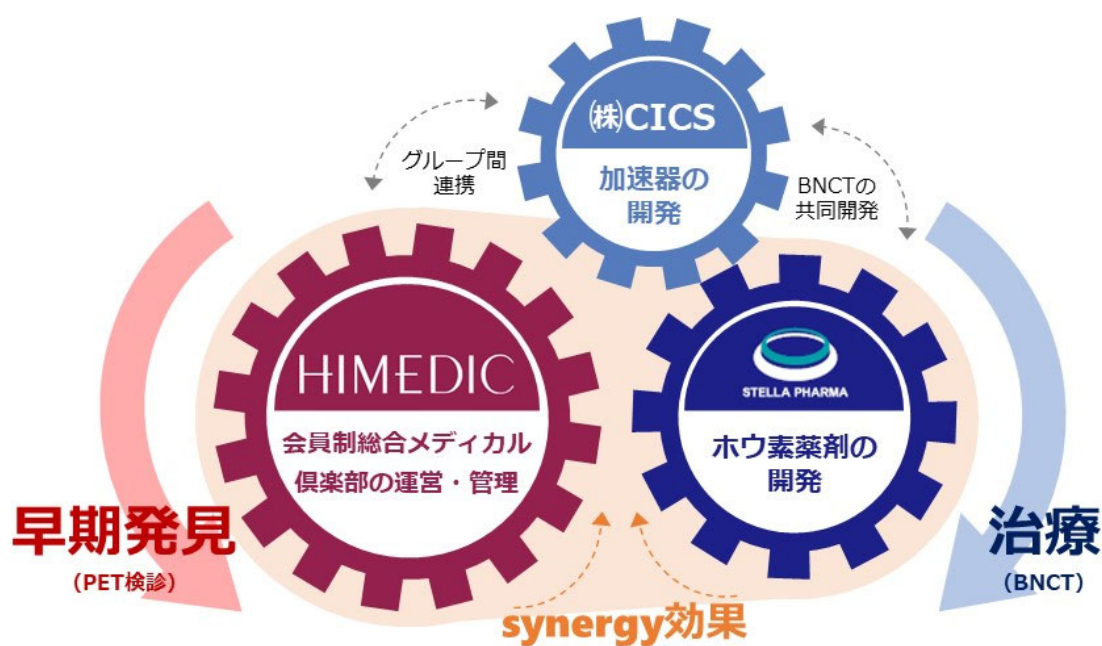 ㈱CICS
加速器の
開発
グループ間
連携
BNCTの
共同開発
HIMEDIC
会員制総合メディカル
倶楽部の運営・管理
STELLA PHARMA
ホウ素薬剤の
開発
早期発見
(PET検診)
治療
(BNCT)
synergy効果